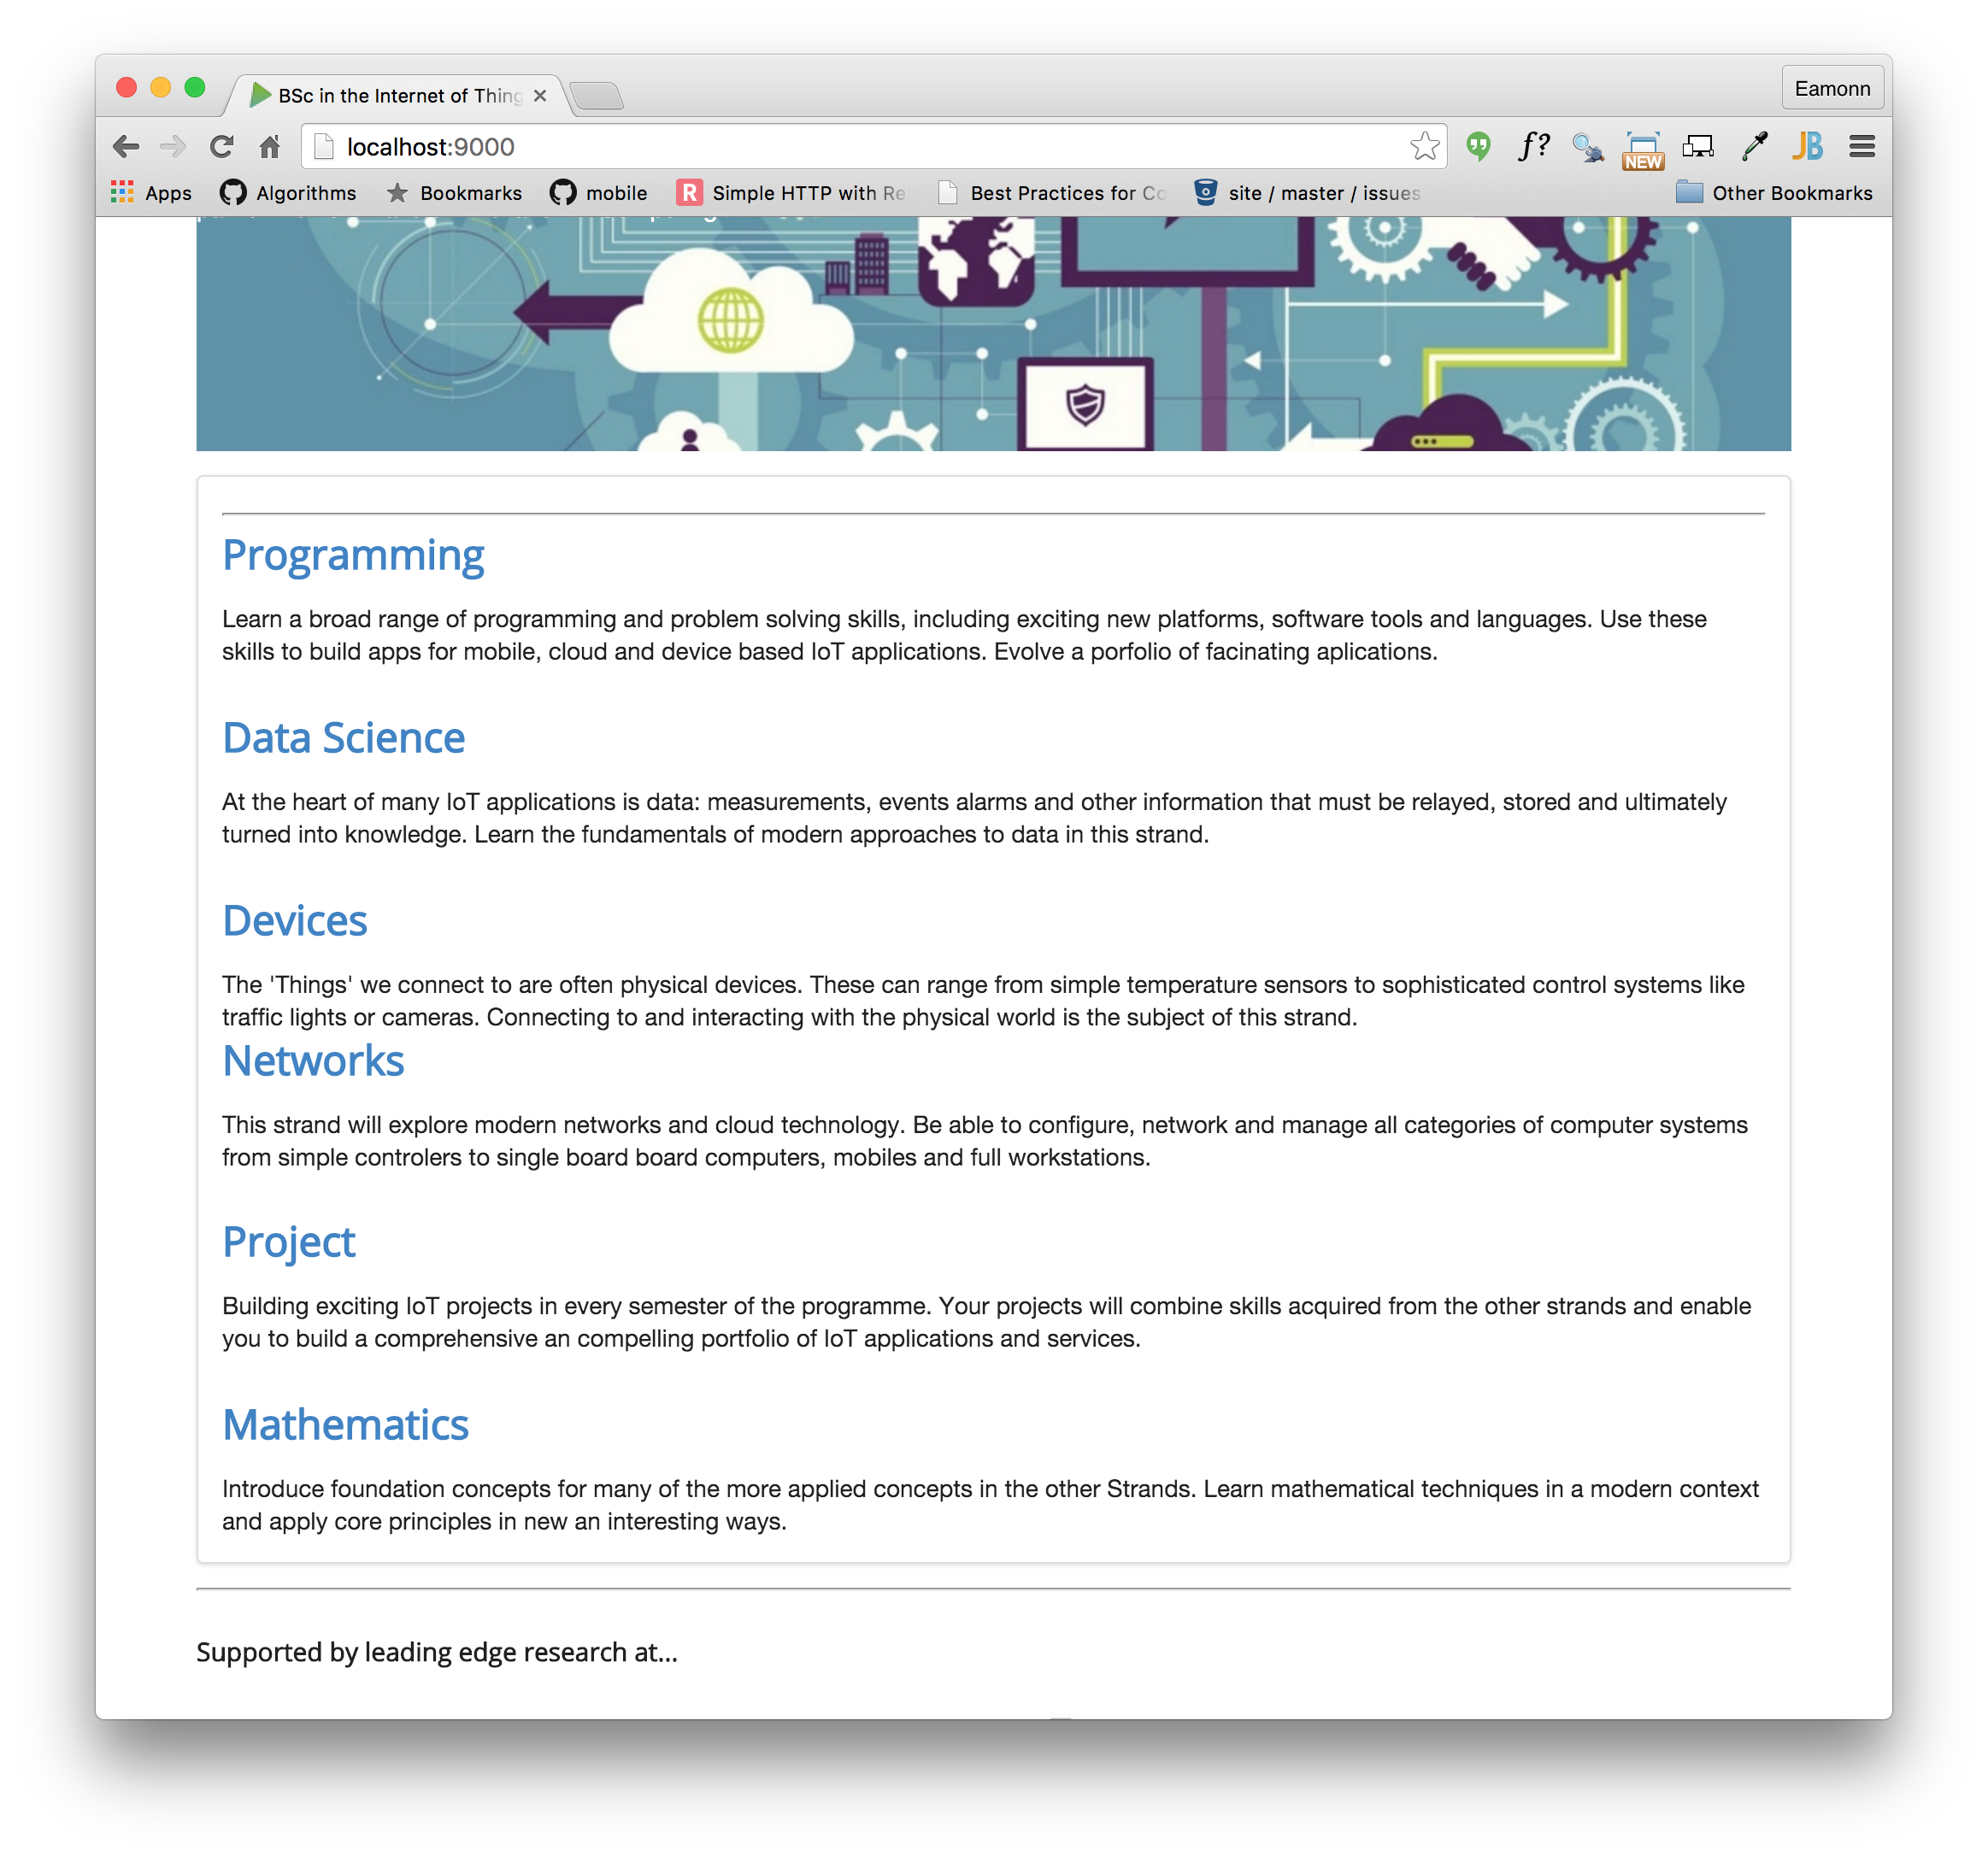 BSc in the Internet of Thing
Eamonn
localhost:9000
f?
NEW
JB
Apps
Algorithms
Bookmarks
mobile
R
Simple HTTP with Re
Best Practices for Co
site / master / issues
Other Bookmarks
Programming
Learn a broad range of programming and problem solving skills, including exciting new platforms, software tools and languages. Use these
skills to build apps for mobile, cloud and device based IoT applications. Evolve a porfolio of facinating aplications.
Data Science
At the heart of many IoT applications is data: measurements, events alarms and other information that must be relayed, stored and ultimately
turned into knowledge. Learn the fundamentals of modern approaches to data in this strand.
Devices
The 'Things' we connect to are often physical devices. These can range from simple temperature sensors to sophisticated control systems like
traffic lights or cameras. Connecting to and interacting with the physical world is the subject of this strand.
Networks
This strand will explore modern networks and cloud technology. Be able to configure, network and manage all categories of computer systems
from simple controlers to single board board computers, mobiles and full workstations.
Project
Building exciting IoT projects in every semester of the programme. Your projects will combine skills acquired from the other strands and enable
you to build a comprehensive an compelling portfolio of IoT applications and services.
Mathematics
Introduce foundation concepts for many of the more applied concepts in the other Strands. Learn mathematical techniques in a modern context
and apply core principles in new an interesting ways.
Supported by leading edge research at...